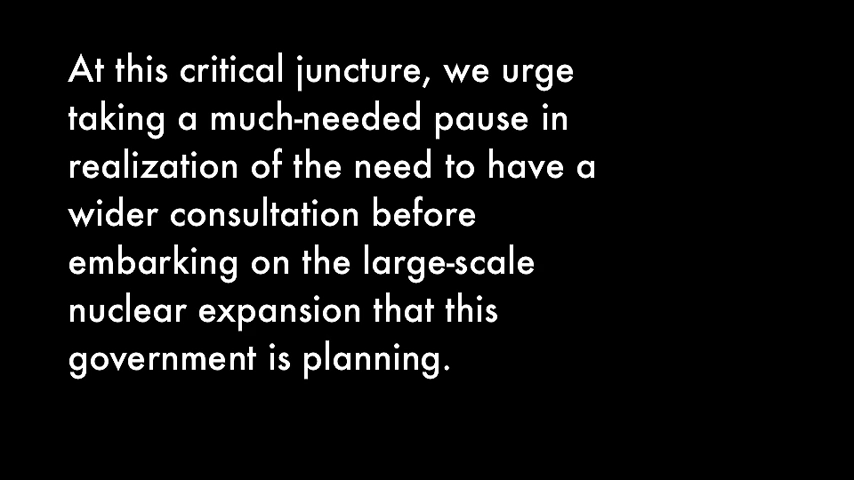 At this critical juncture, we urge
taking a much-needed pause in
realization of the need to have a
wider consultation before
embarking on the large-scale
nuclear expansion that this
government is planning.